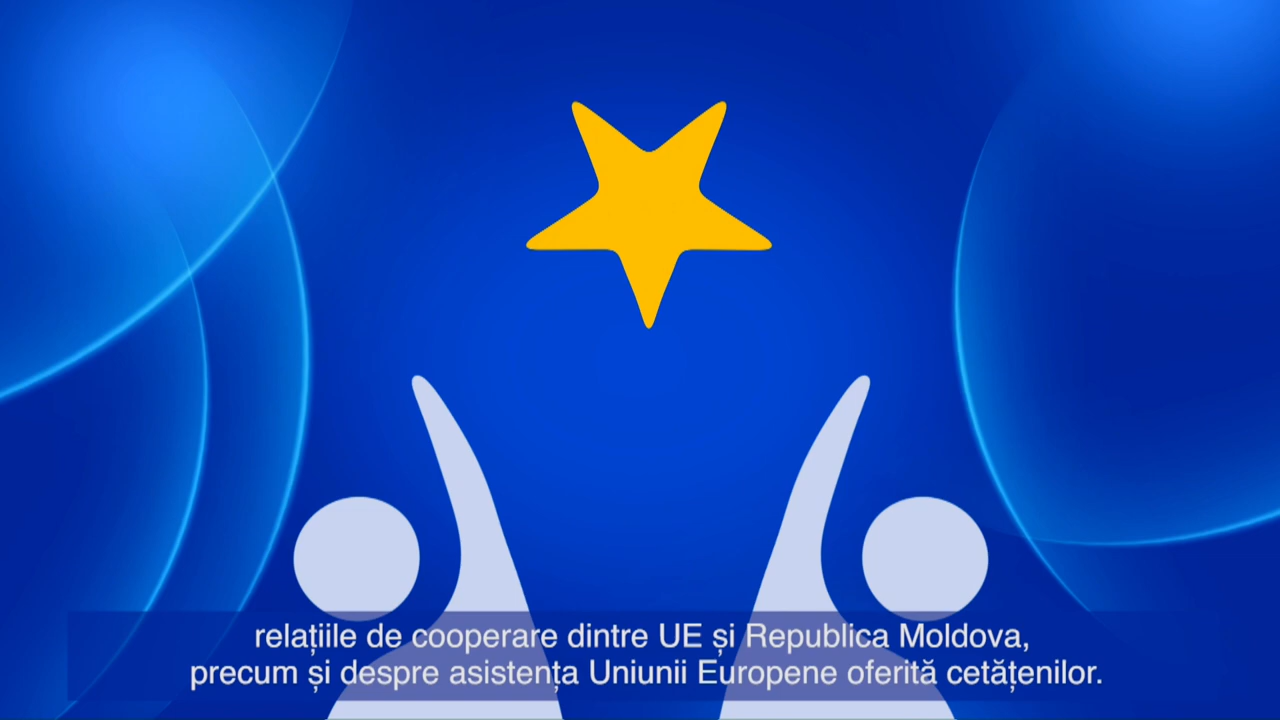 relațiile de cooperare dintre UE și Republica Moldova,
precum și despre asistența Uniunii Europene oferită cetățenilor.